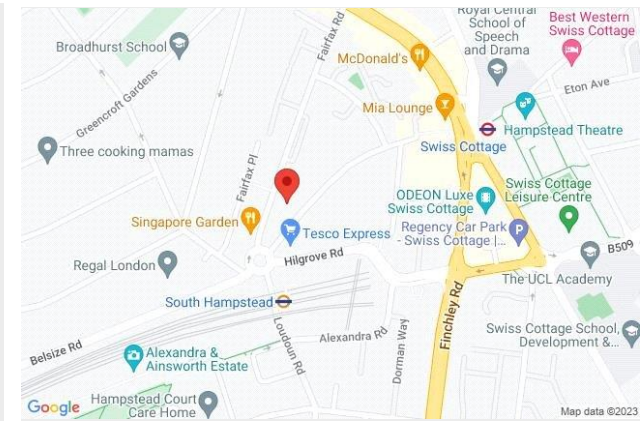 Royal Central
School of
Speech
and Drama
Best Western
Swiss Cottage
Broadhurst School
Fairfax Rd
McDonald's
Eton Ave
Greencroft Gardens
Mia Lounge
Hampstead Theatre
Three cooking mamas
Swiss Cottage
Fairfax Pl
ODEON Luxe
Swiss Cottage
Swiss Cottage
Leisure Centre
Singapore Garden
Tesco Express
Regency Car Park
- Swiss Cottage |...
B509
Hilgrove Rd
Regal London
The UCL Academy
South Hampstead
Finchley Rd
Loudoun Rd
Alexandra Rd
Dorman Way
Swiss Cottage School,
Development &...
Belsize Rd
Alexandra &
Ainsworth Estate
Hampstead Court
Care Home
Google
Map data ©2023